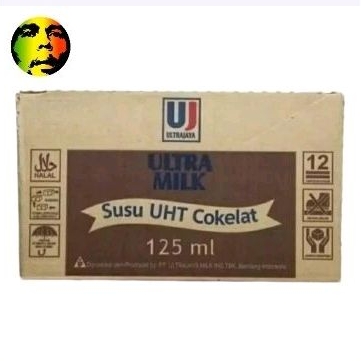 UJ
ULTRAJAYA
ULTRA
MILK
12
HALAL
Susu UHT Cokelat
125 ml